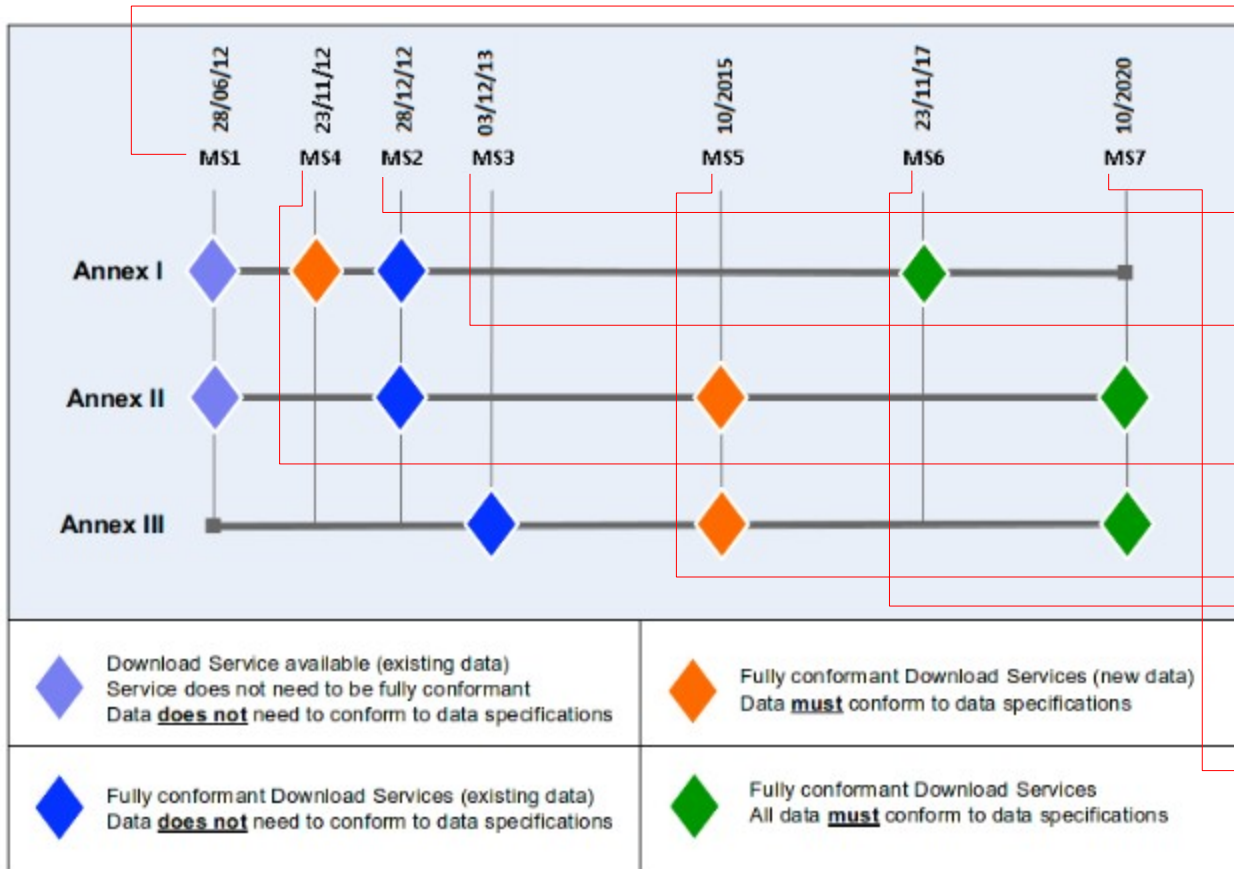 28/06/12
23/11/12
28/12/12
03/12/13
10/2015
23/11/17
10/2020
MS1
MS4
MS2
MS3
MS5
MS6
MS7
Annex I
Annex II
Annex III
Download Service available (existing data)
Service does not need to be fully conformant
Data does not need to conform to data specifications
Fully conformant Download Services (new data)
Data must conform to data specifications
Fully conformant Download Services (existing data)
Data does not need to conform to data specifications
Fully conformant Download Services
All data must conform to data specifications